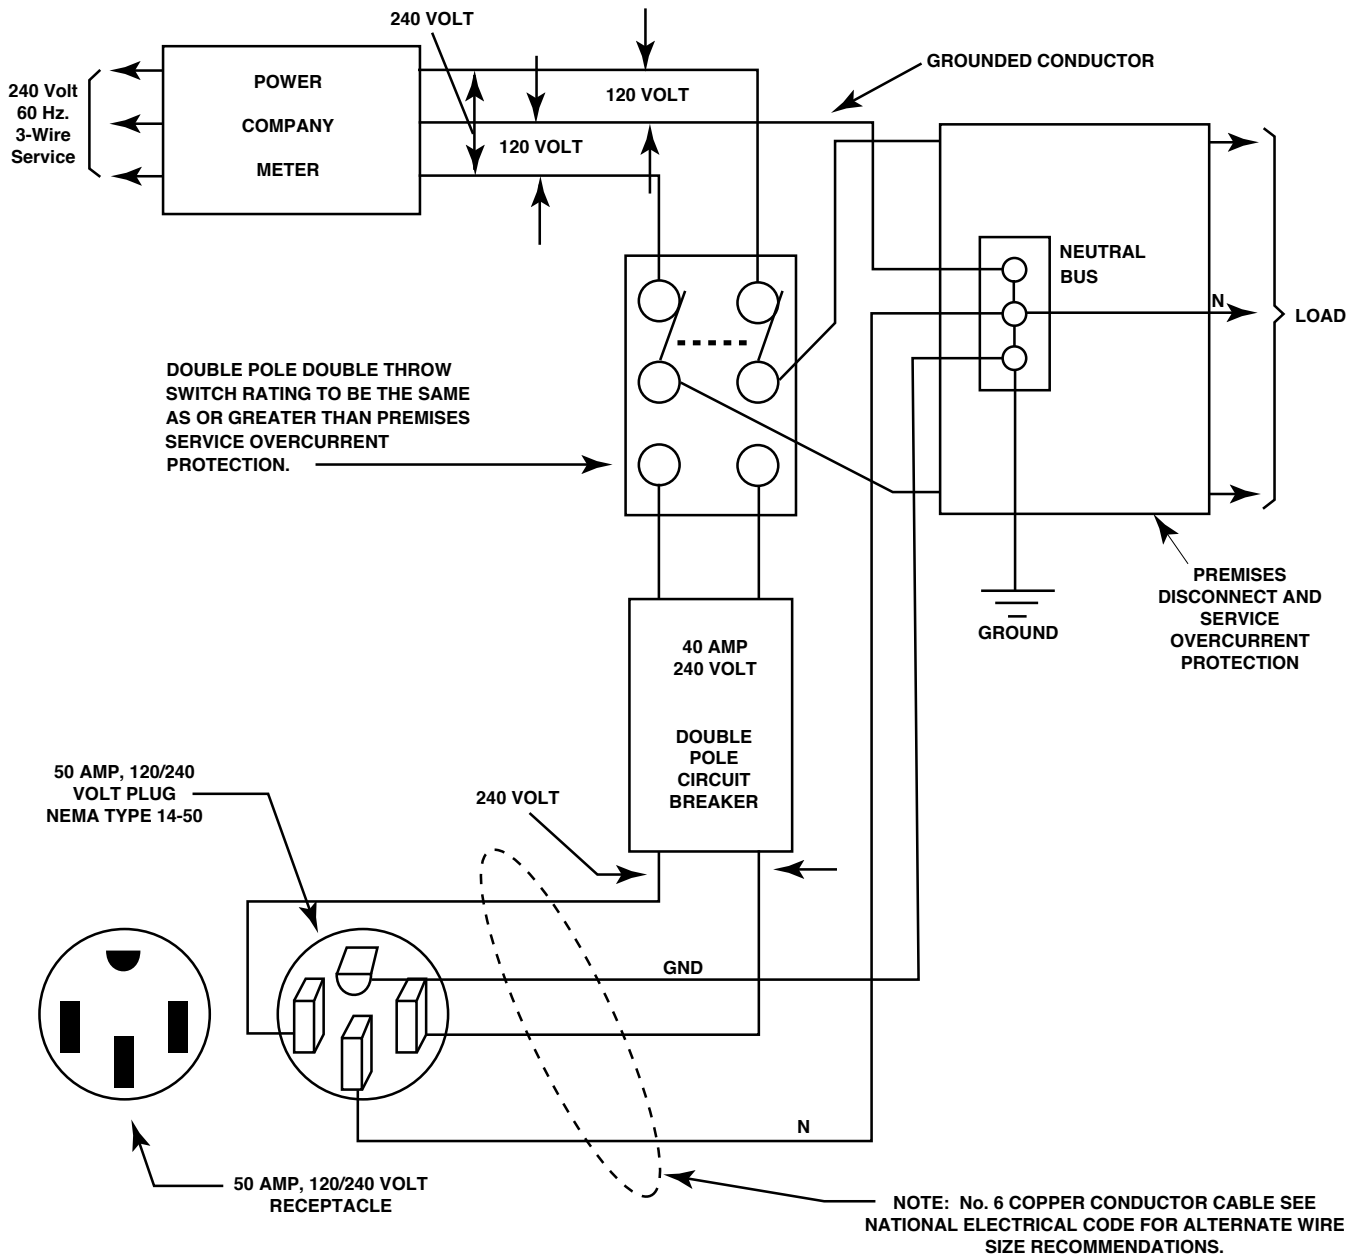 240 VOLT
GROUNDED CONDUCTOR
240 Volt
60 Hz.
3-Wire
Service
POWER
COMPANY
METER
120 VOLT
120 VOLT
NEUTRAL
BUS
N
LOAD
DOUBLE POLE DOUBLE THROW
SWITCH RATING TO BE THE SAME
AS OR GREATER THAN PREMISES
SERVICE OVERCURRENT
PROTECTION.
GROUND
PREMISES
DISCONNECT AND
SERVICE
OVERCURRENT
PROTECTION
40 AMP
240 VOLT
DOUBLE
POLE
CIRCUIT
BREAKER
50 AMP, 120/240
VOLT PLUG
NEMA TYPE 14-50
240 VOLT
GND
N
50 AMP, 120/240 VOLT
RECEPTACLE
NOTE: No. 6 COPPER CONDUCTOR CABLE SEE
NATIONAL ELECTRICAL CODE FOR ALTERNATE WIRE
SIZE RECOMMENDATIONS.